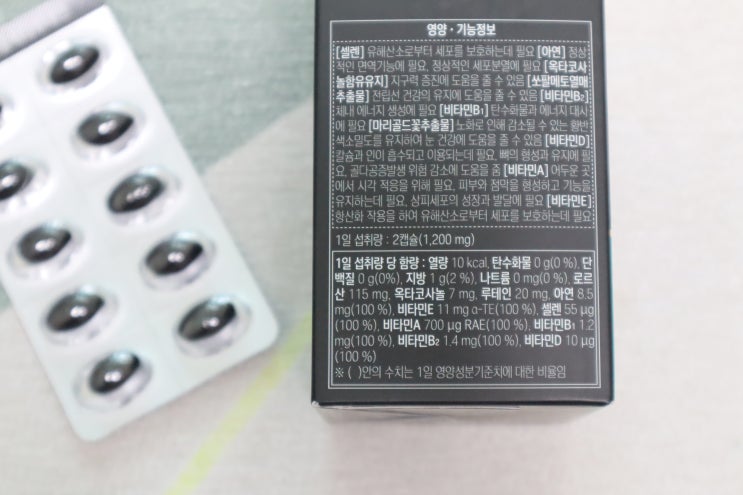 영양·기능정보
[셀렌] 유해산소로부터 세포를 보호하는데 필요 [아연] 정상
적인 면역기능에 필요, 정상적인 세포분열에 필요 [옥타코사
놀함유유지] 지구력 증진에 도움을 줄 수 있음 [쏘팔메토열매
추출물] 전립선 건강의 유지에 도움을 줄 수 있음 [비타민B₂]
체내 에너지 생성에 필요 [비타민B₁] 탄수화물과 에너지 대사
에 필요 [마리골드꽃추출물] 노화로 인해 감소될 수 있는 황반
색소밀도를 유지하여 눈 건강에 도움을 줄 수 있음 [비타민D]
칼슘과 인이 흡수되고 이용되는데 필요, 뼈의 형성과 유지에 필
요, 골다공증발생 위험 감소에 도움을 줌 [비타민A] 어두운 곳
에서 시각 적응을 위해 필요, 피부와 점막을 형성하고 기능을
유지하는데 필요, 상피세포의 성장과 발달에 필요 [비타민E]
항산화 작용을 하여 유해산소로부터 세포를 보호하는데 필요
1일 섭취량 : 2캡슐(1,200 mg)
1일 섭취량 당 함량 : 열량 10 kcal, 탄수화물 0 g(0 %), 단
백질 0 g(0%), 지방 1 g(2 %), 나트륨 0 mg(0 %), 로르
산 115 mg, 옥타코사놀 7 mg, 루테인 20 mg, 아연 8.5
mg(100 %), 비타민E 11 mg α-TE(100 %), 셀렌 55 μg
(100 %), 비타민A 700 μg RAE(100 %), 비타민B₁ 1.2
mg(100 %), 비타민B₂ 1.4 mg(100 %), 비타민D 10 μg
(100 %)
※ ( )안의 수치는 1일 영양성분기준치에 대한 비율임